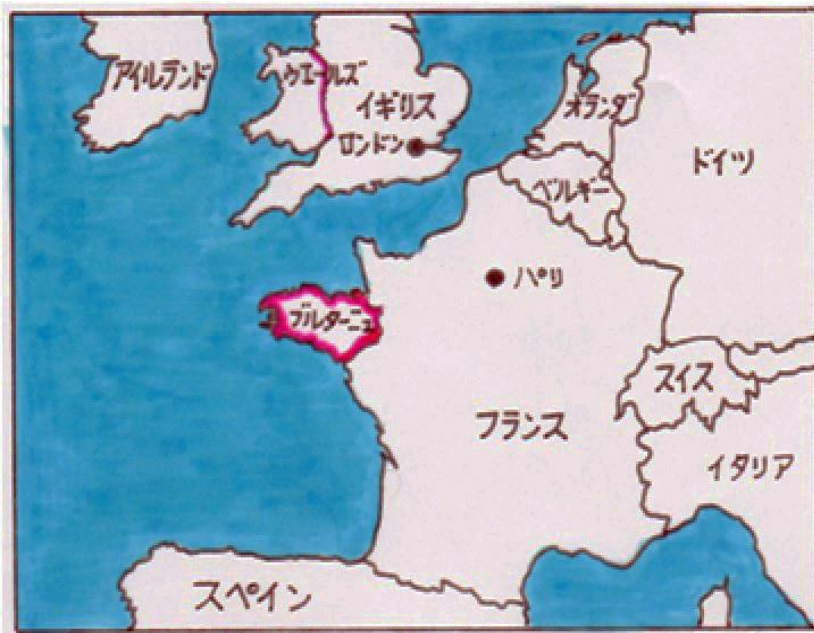 アイルランド
ウエールズ
イギリス
ロンドン
オランダ
ベルギー
ドイツ
パリ
ブルターニュ
スイス
フランス
イタリア
スペイン